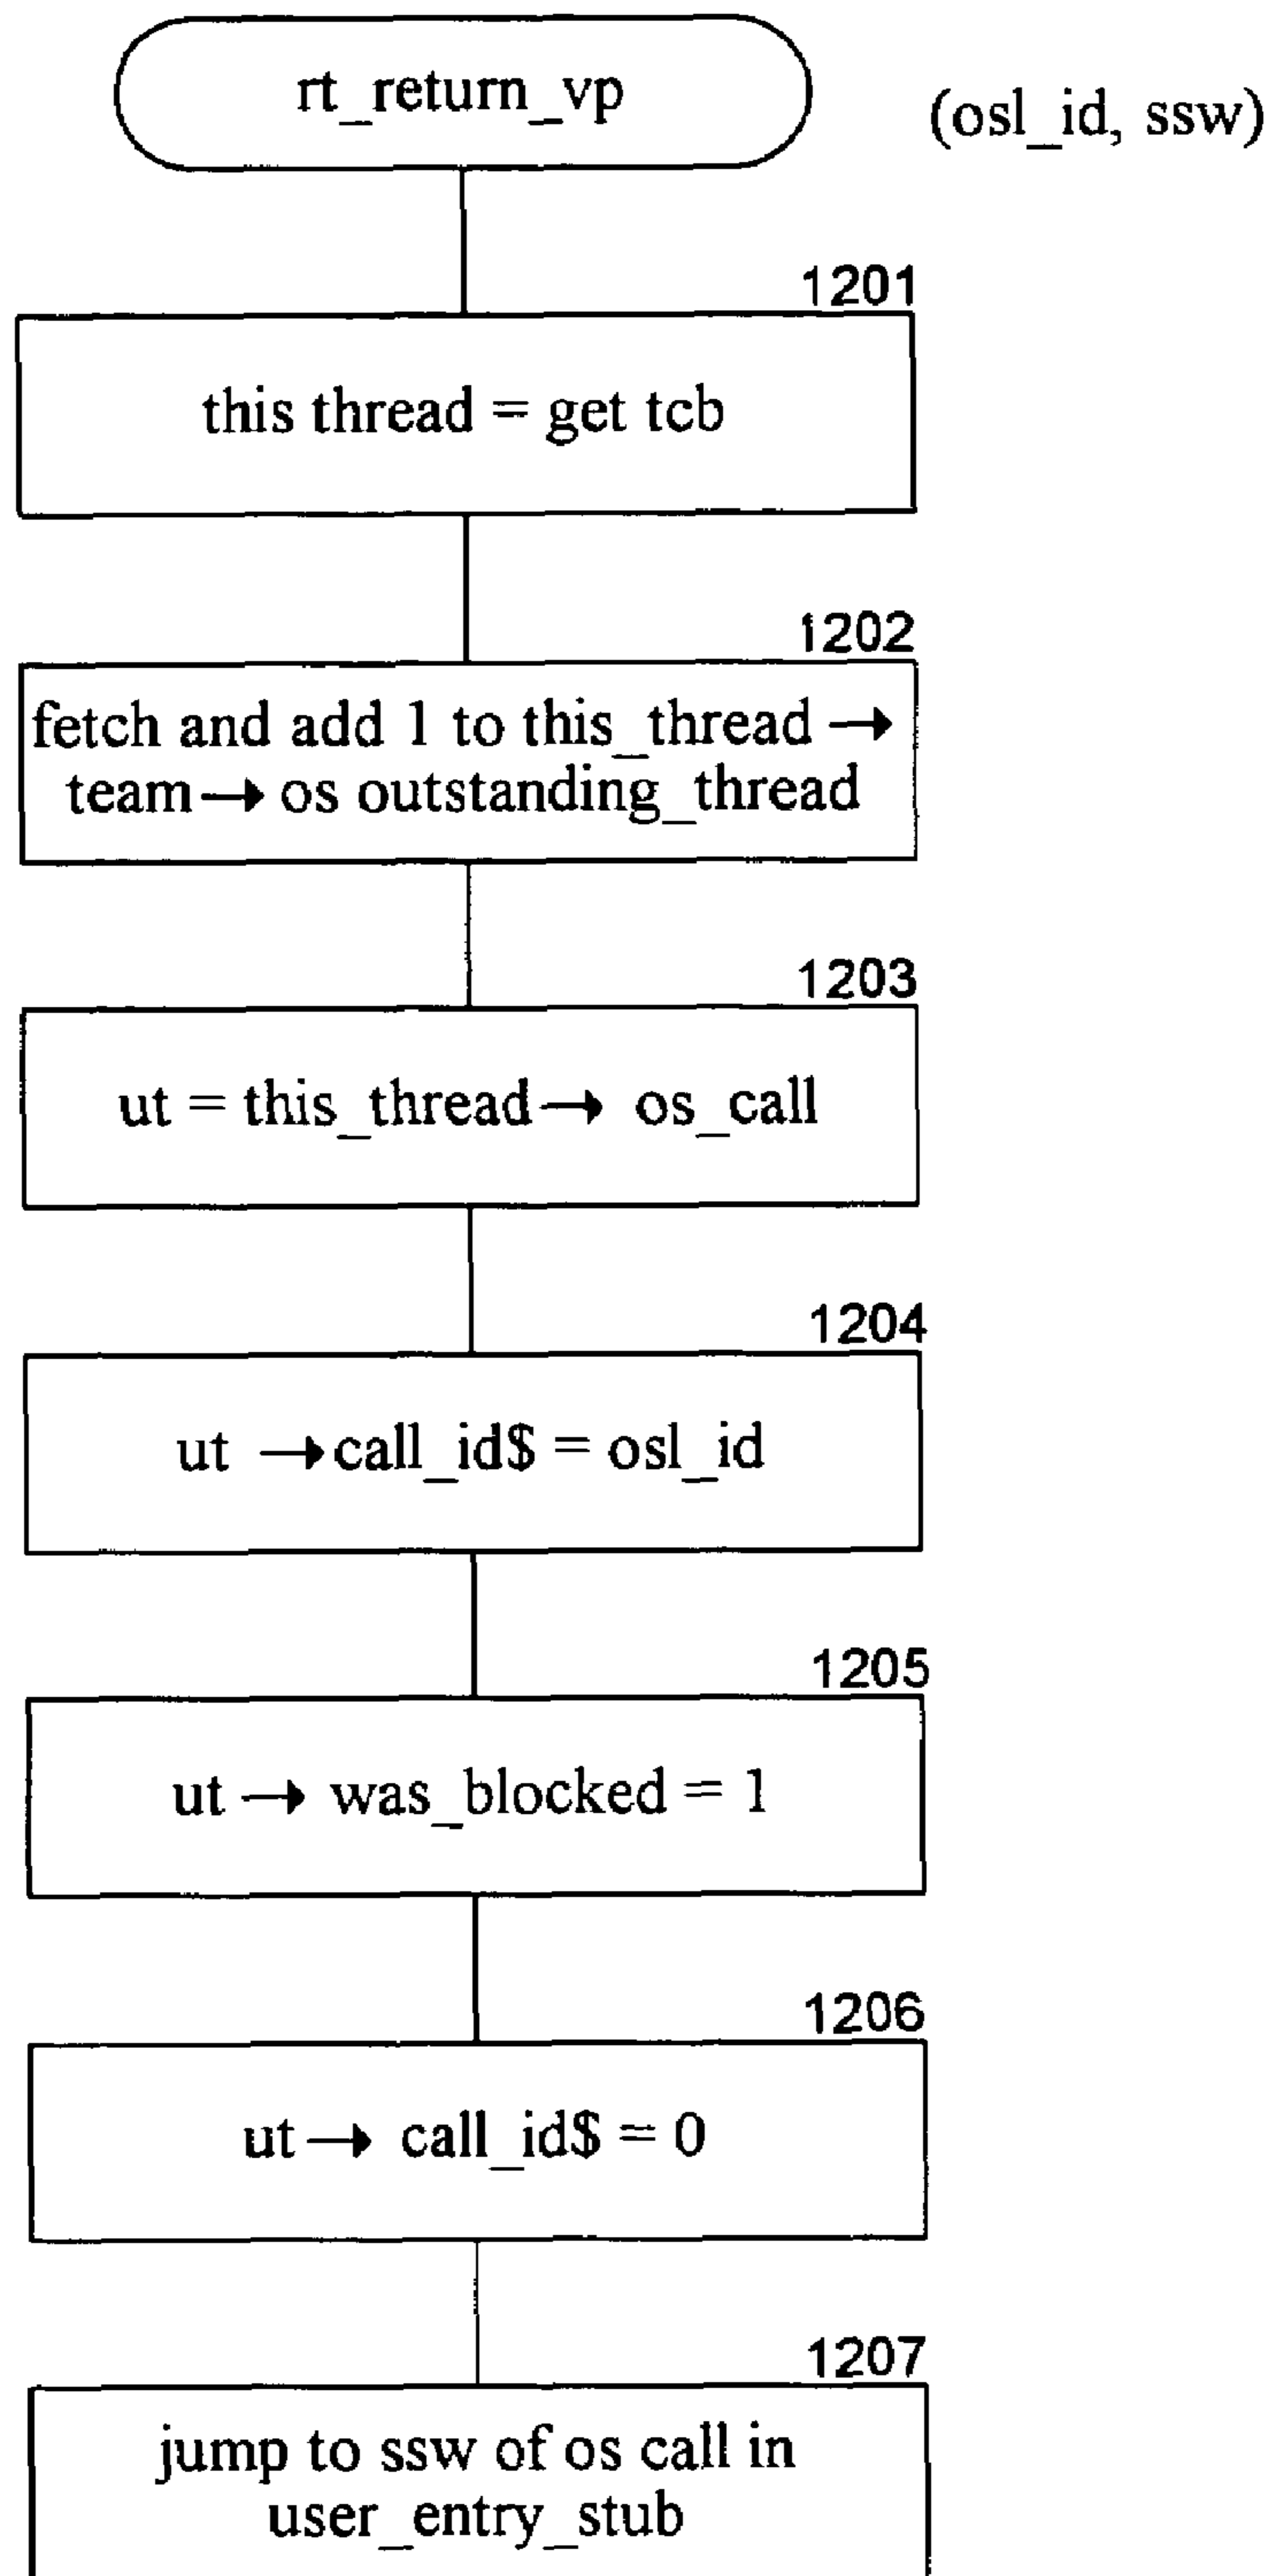 rt_return_vp
(osl_id, ssw)
1201
this thread = get tcb
1202
fetch and add 1 to this_thread →
team → os outstanding_thread
1203
ut = this_thread → os_call
1204
ut → call_id$ = osl_id
1205
ut → was_blocked = 1
1206
ut → call_id$ = 0
1207
jump to ssw of os call in
user_entry_stub